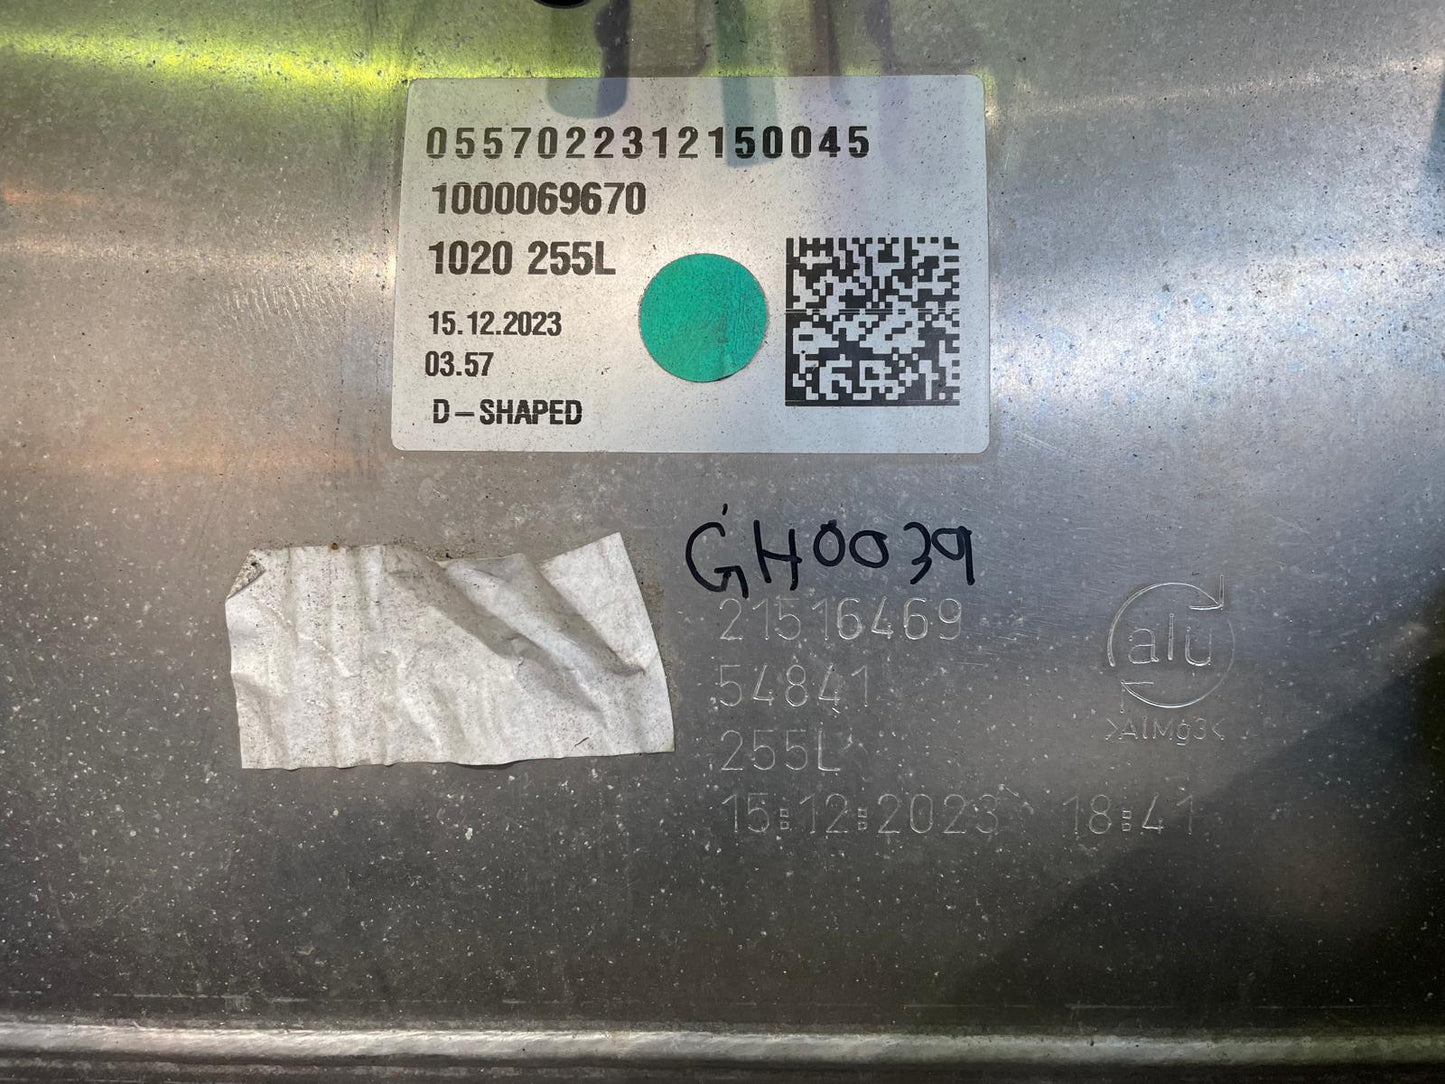 0557022312150045
1000069670
1020 255L
15.12.2023
03.57
D-SHAPED
GH0039
21516469
54841
255L
15:12:2023 18:41
alu
>AlMg3<